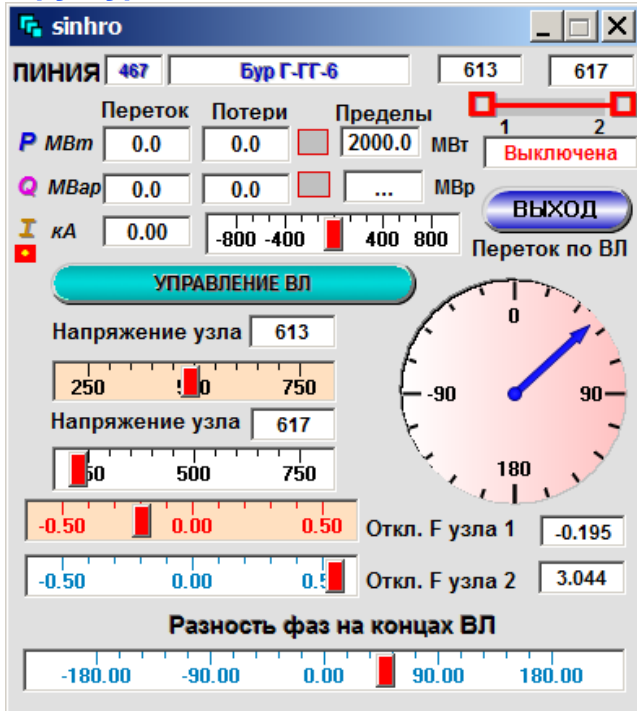 sinhro
ЛИНИЯ 467 Бур Г-ГГ-6 613 617
Переток Потери Пределы 1 2
P МВт 0.0 0.0 2000.0 МВт Выключена
Q МВар 0.0 0.0 ... МВр
ВЫХОД
I кА 0.00 -800 -400 400 800 Переток по ВЛ
УПРАВЛЕНИЕ ВЛ
Напряжение узла 613
0
250 750
-90 90
Напряжение узла 617
500 750
180
-0.50 0.00 0.50 Откл. F узла 1 -0.195
-0.50 0.00 Откл. F узла 2 3.044
Разность фаз на концах ВЛ
-180.00 -90.00 0.00 90.00 180.00